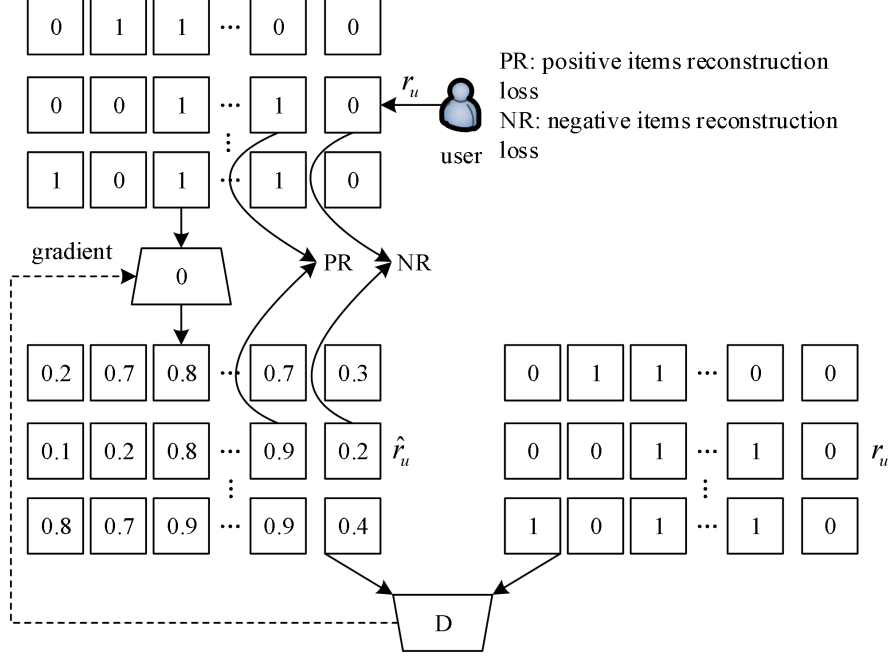 0 1 1 ··· 0 0
PR: positive items reconstruction
loss
NR: negative items reconstruction
loss
0 0 1 ··· 1 0
r_u
user
1 0 1 ··· 1 0
gradient
0
PR
NR
0.2 0.7 0.8 ··· 0.7 0.3
0 1 1 ··· 0 0
0.1 0.2 0.8 ··· 0.9 0.2 r̂_u
0 0 1 ··· 1 0 r_u
0.8 0.7 0.9 ··· 0.9 0.4
1 0 1 ··· 1 0
D